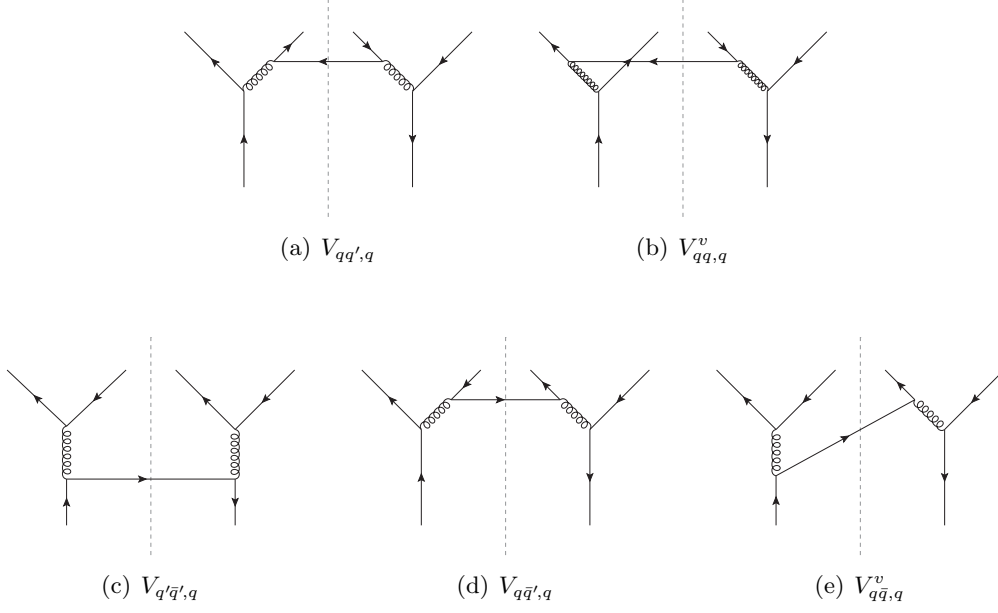 (a) $V_{qq',q}$
(b) $V^{v}_{qq,q}$
(c) $V_{q'\bar{q}',q}$
(d) $V_{q\bar{q}',q}$
(e) $V^{v}_{q\bar{q},q}$